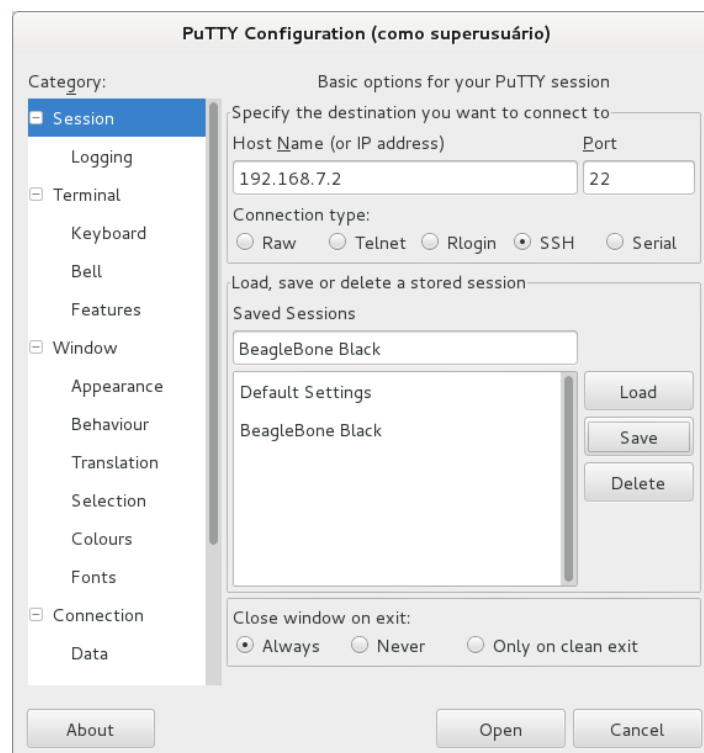 PuTTY Configuration (como superusuário)
Category:
Session
Logging
Terminal
Keyboard
Bell
Features
Window
Appearance
Behaviour
Translation
Selection
Colours
Fonts
Connection
Data
Basic options for your PuTTY session
Specify the destination you want to connect to
Host Name (or IP address) Port
192.168.7.2 22
Connection type:
Raw Telnet Rlogin SSH Serial
Load, save or delete a stored session
Saved Sessions
BeagleBone Black
Default Settings
BeagleBone Black
Load
Save
Delete
Close window on exit:
Always Never Only on clean exit
About Open Cancel